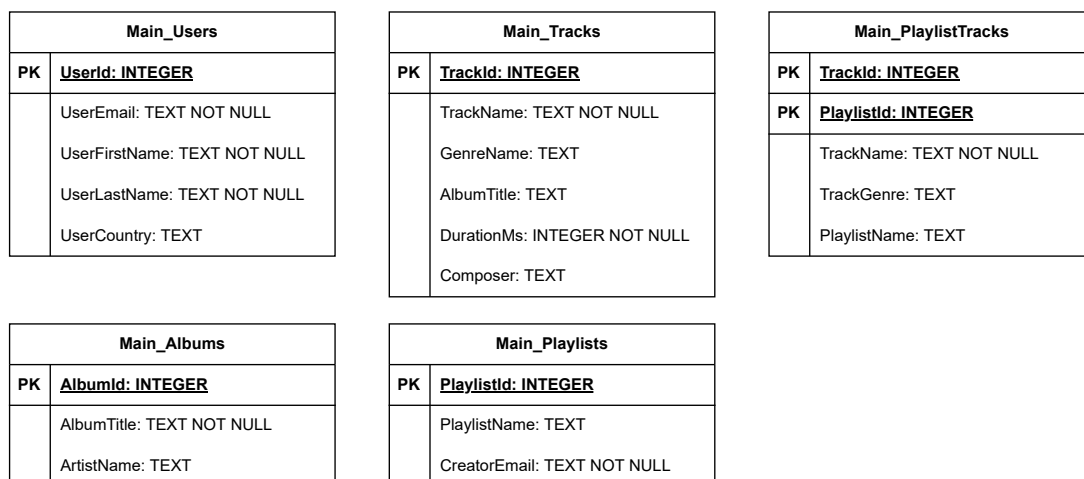 Main_Users
PK UserId: INTEGER
UserEmail: TEXT NOT NULL
UserFirstName: TEXT NOT NULL
UserLastName: TEXT NOT NULL
UserCountry: TEXT
Main_Tracks
PK TrackId: INTEGER
TrackName: TEXT NOT NULL
GenreName: TEXT
AlbumTitle: TEXT
DurationMs: INTEGER NOT NULL
Composer: TEXT
Main_PlaylistTracks
PK TrackId: INTEGER
PK PlaylistId: INTEGER
TrackName: TEXT NOT NULL
TrackGenre: TEXT
PlaylistName: TEXT
Main_Albums
PK AlbumId: INTEGER
AlbumTitle: TEXT NOT NULL
ArtistName: TEXT
Main_Playlists
PK PlaylistId: INTEGER
PlaylistName: TEXT
CreatorEmail: TEXT NOT NULL